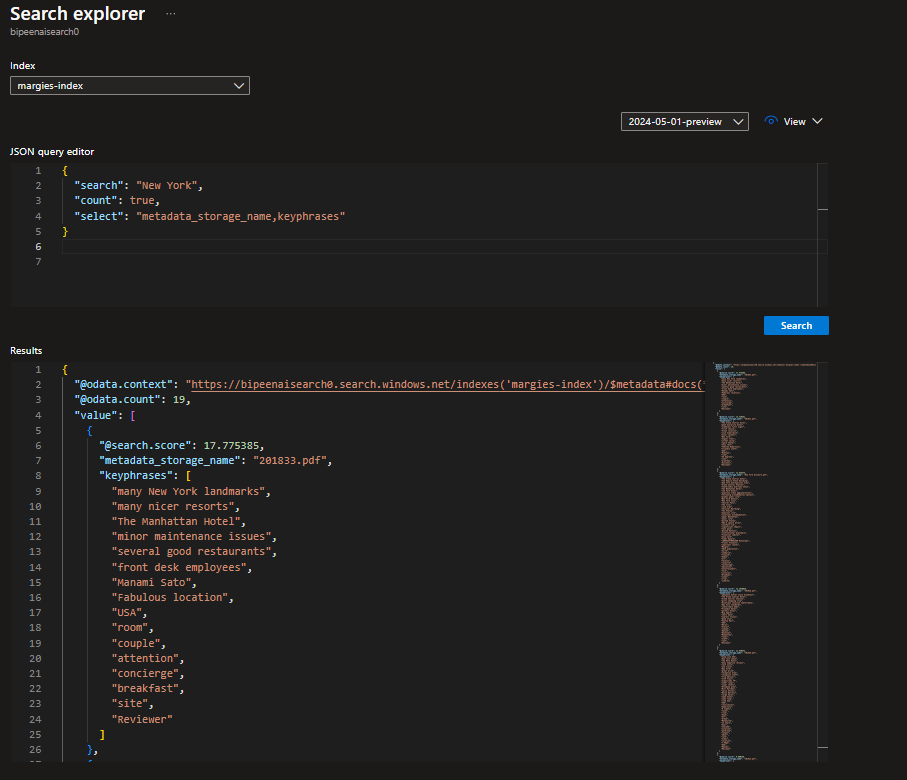 Search explorer ...
bipeenaisearch0
Index
margies-index
2024-05-01-preview View
JSON query editor
1 {
2 "search": "New York",
3 "count": true,
4 "select": "metadata_storage_name,keyphrases"
5 }
6
7
Search
Results
1 {
2 "@odata.context": "https://bipeenaisearch0.search.windows.net/indexes('margies-index')/$metadata#docs(
3 "@odata.count": 19,
4 "value": [
5 {
6 "@search.score": 17.775385,
7 "metadata_storage_name": "201833.pdf",
8 "keyphrases": [
9 "many New York landmarks",
10 "many nicer resorts",
11 "The Manhattan Hotel",
12 "minor maintenance issues",
13 "several good restaurants",
14 "front desk employees",
15 "Manami Sato",
16 "Fabulous location",
17 "USA",
18 "room",
19 "couple",
20 "attention",
21 "concierge",
22 "breakfast",
23 "site",
24 "Reviewer"
25 ]
26 },